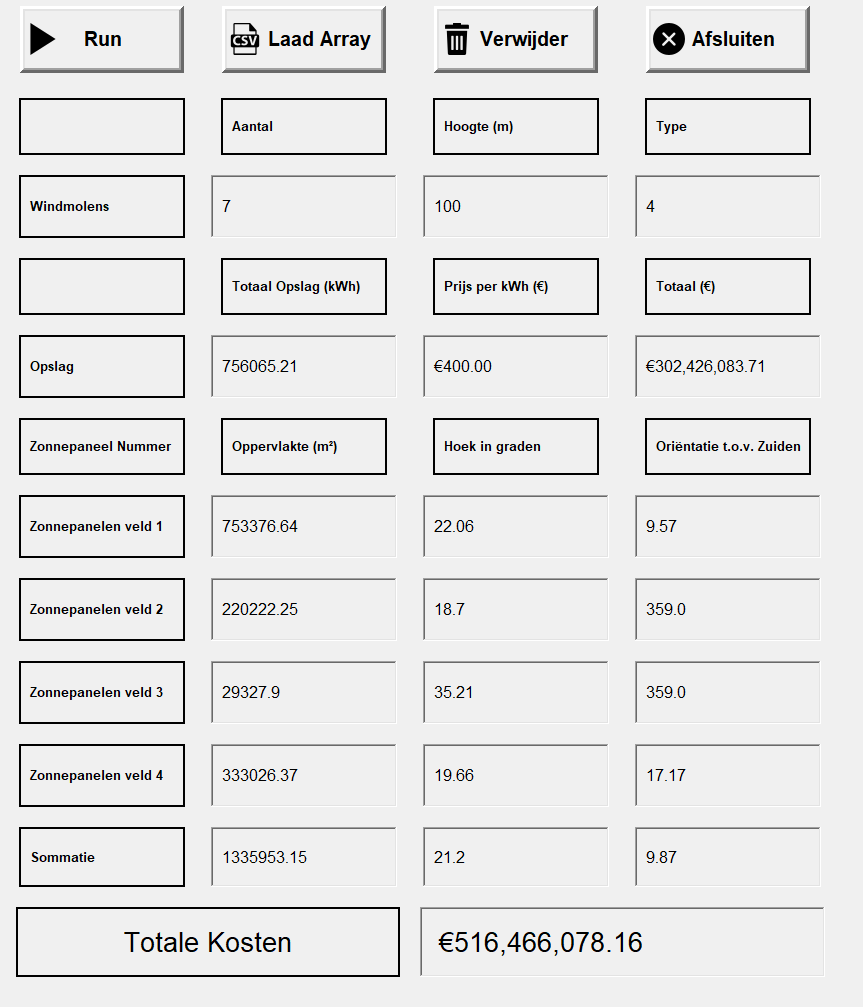 Run
CSV
Laad Array
Verwijder
Afsluiten
Aantal
Hoogte (m)
Type
Windmolens
7
100
4
Totaal Opslag (kWh)
Prijs per kWh (€)
Totaal (€)
Opslag
756065.21
€400.00
€302,426,083.71
Zonnepaneel Nummer
Oppervlakte (m²)
Hoek in graden
Oriëntatie t.o.v. Zuiden
Zonnepanelen veld 1
753376.64
22.06
9.57
Zonnepanelen veld 2
220222.25
18.7
359.0
Zonnepanelen veld 3
29327.9
35.21
359.0
Zonnepanelen veld 4
333026.37
19.66
17.17
Sommatie
1335953.15
21.2
9.87
Totale Kosten
€516,466,078.16